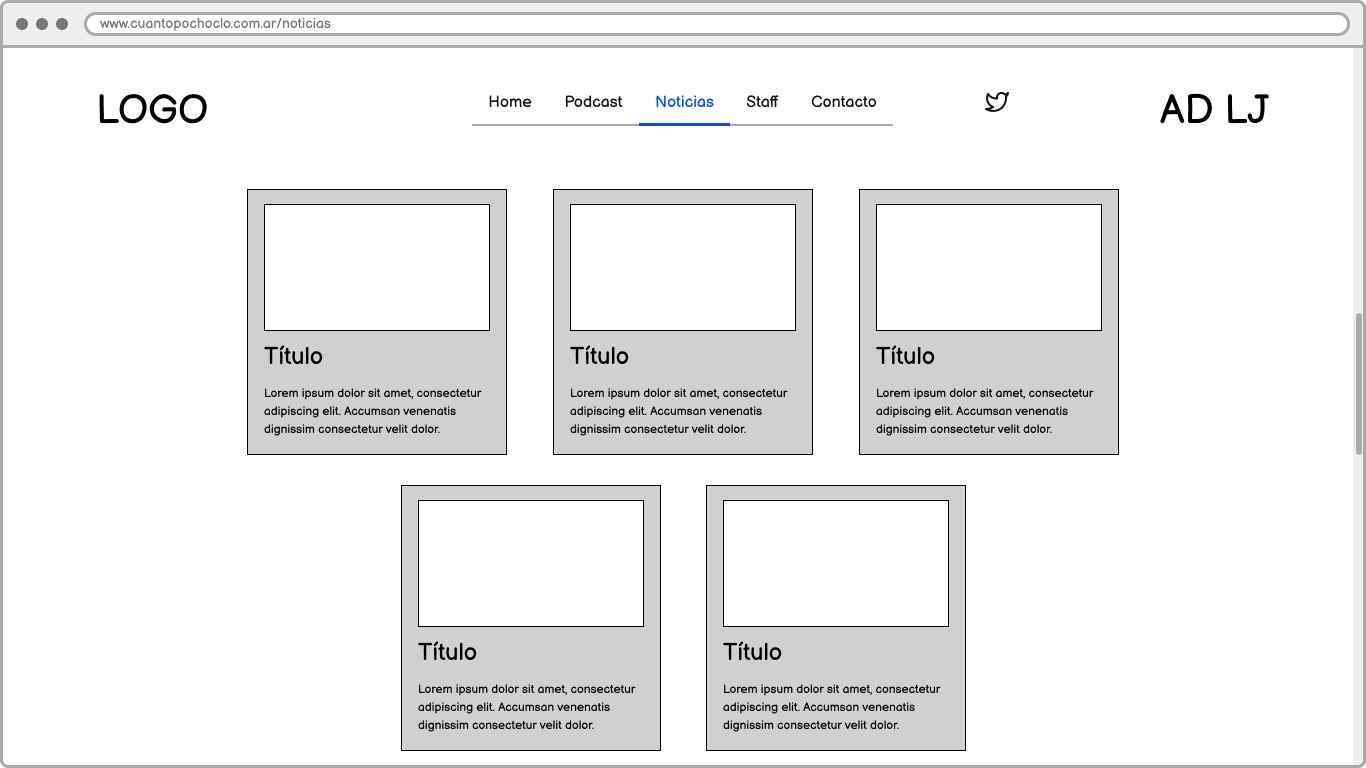 www.cuantopochoclo.com.ar/noticias
LOGO
Home Podcast Noticias Staff Contacto
AD LJ
Título
Lorem ipsum dolor sit amet, consectetur
adipiscing elit. Accumsan venenatis
dignissim consectetur velit dolor.
Título
Lorem ipsum dolor sit amet, consectetur
adipiscing elit. Accumsan venenatis
dignissim consectetur velit dolor.
Título
Lorem ipsum dolor sit amet, consectetur
adipiscing elit. Accumsan venenatis
dignissim consectetur velit dolor.
Título
Lorem ipsum dolor sit amet, consectetur
adipiscing elit. Accumsan venenatis
dignissim consectetur velit dolor.
Título
Lorem ipsum dolor sit amet, consectetur
adipiscing elit. Accumsan venenatis
dignissim consectetur velit dolor.